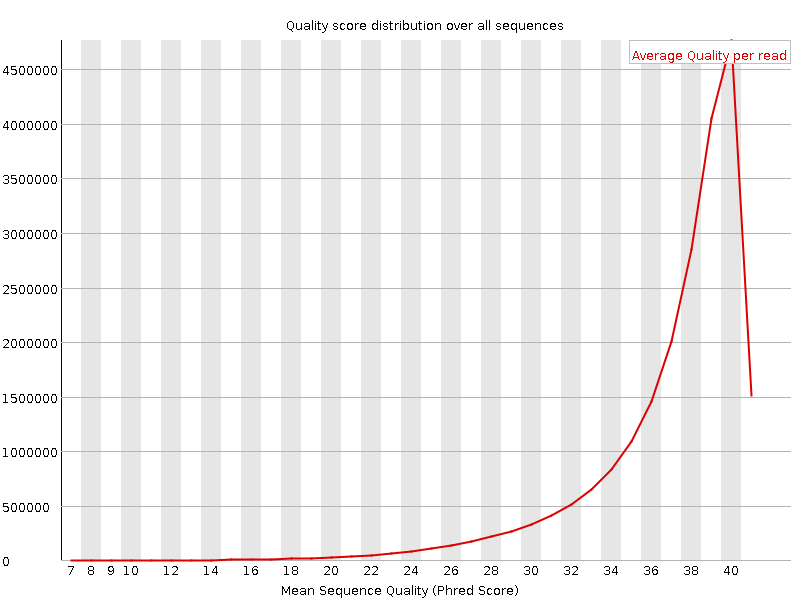 Quality score distribution over all sequences
Average Quality per read
4500000
4000000
3500000
3000000
2500000
2000000
1500000
1000000
500000
0
7 8 9 10 12 14 16 18 20 22 24 26 28 30 32 34 36 38 40
Mean Sequence Quality (Phred Score)